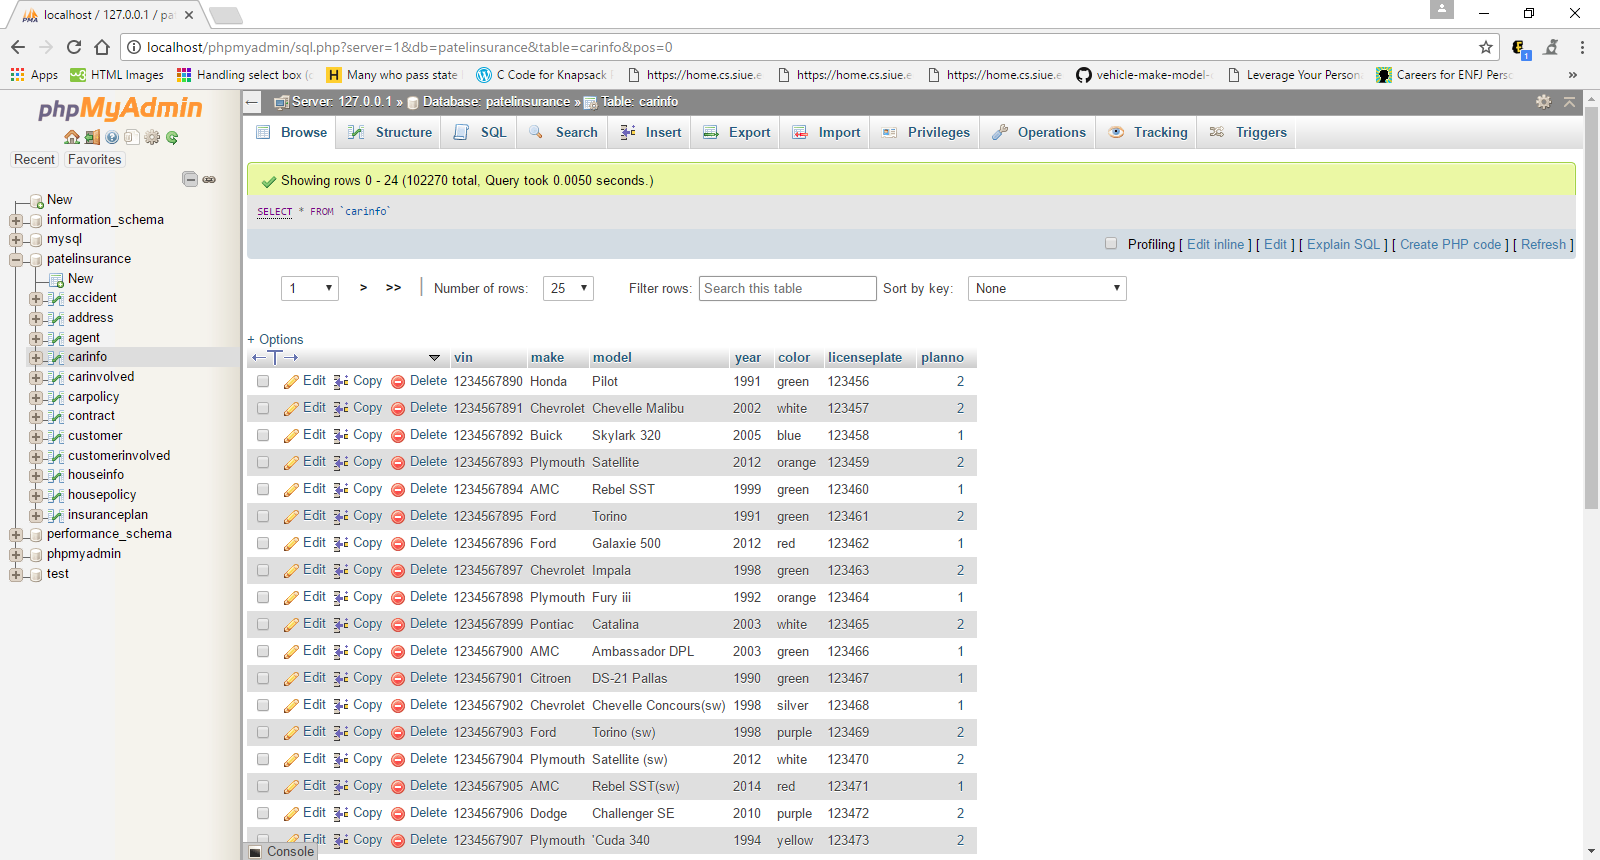 localhost / 127.0.0.1 / pa
localhost/phpmyadmin/sql.php?server=1&db=patelinsurance&table=carinfo&pos=0
Apps HTML Images Handling select box (c Many who pass state C Code for Knapsack https://home.cs.siue.e https://home.cs.siue.e https://home.cs.siue.e vehicle-make-model- Leverage Your Persona Careers for ENFJ Pers »
phpMyAdmin
Recent Favorites
New
information_schema
mysql
patelinsurance
New
accident
address
agent
carinfo
carinvolved
carpolicy
contract
customer
customerinvolved
houseinfo
housepolicy
insuranceplan
performance_schema
phpmyadmin
test
Server: 127.0.0.1 » Database: patelinsurance » Table: carinfo
Browse Structure SQL Search Insert Export Import Privileges Operations Tracking Triggers
Showing rows 0 - 24 (102270 total, Query took 0.0050 seconds.)
SELECT * FROM `carinfo`
Profiling [ Edit inline ] [ Edit ] [ Explain SQL ] [ Create PHP code ] [ Refresh ]
1 > >> | Number of rows: 25 Filter rows: Search this table Sort by key: None
+ Options
vin make model year color licenseplate planno
Edit Copy Delete 1234567890 Honda Pilot 1991 green 123456 2
Edit Copy Delete 1234567891 Chevrolet Chevelle Malibu 2002 white 123457 2
Edit Copy Delete 1234567892 Buick Skylark 320 2005 blue 123458 1
Edit Copy Delete 1234567893 Plymouth Satellite 2012 orange 123459 2
Edit Copy Delete 1234567894 AMC Rebel SST 1999 green 123460 1
Edit Copy Delete 1234567895 Ford Torino 1991 green 123461 2
Edit Copy Delete 1234567896 Ford Galaxie 500 2012 red 123462 1
Edit Copy Delete 1234567897 Chevrolet Impala 1998 green 123463 2
Edit Copy Delete 1234567898 Plymouth Fury iii 1992 orange 123464 1
Edit Copy Delete 1234567899 Pontiac Catalina 2003 white 123465 2
Edit Copy Delete 1234567900 AMC Ambassador DPL 2003 green 123466 1
Edit Copy Delete 1234567901 Citroen DS-21 Pallas 1990 green 123467 1
Edit Copy Delete 1234567902 Chevrolet Chevelle Concours(sw) 1998 silver 123468 1
Edit Copy Delete 1234567903 Ford Torino (sw) 1998 purple 123469 2
Edit Copy Delete 1234567904 Plymouth Satellite (sw) 2012 white 123470 2
Edit Copy Delete 1234567905 AMC Rebel SST(sw) 2014 red 123471 1
Edit Copy Delete 1234567906 Dodge Challenger SE 2010 purple 123472 2
Edit Copy Delete 1234567907 Plymouth 'Cuda 340 1994 yellow 123473 2
Console